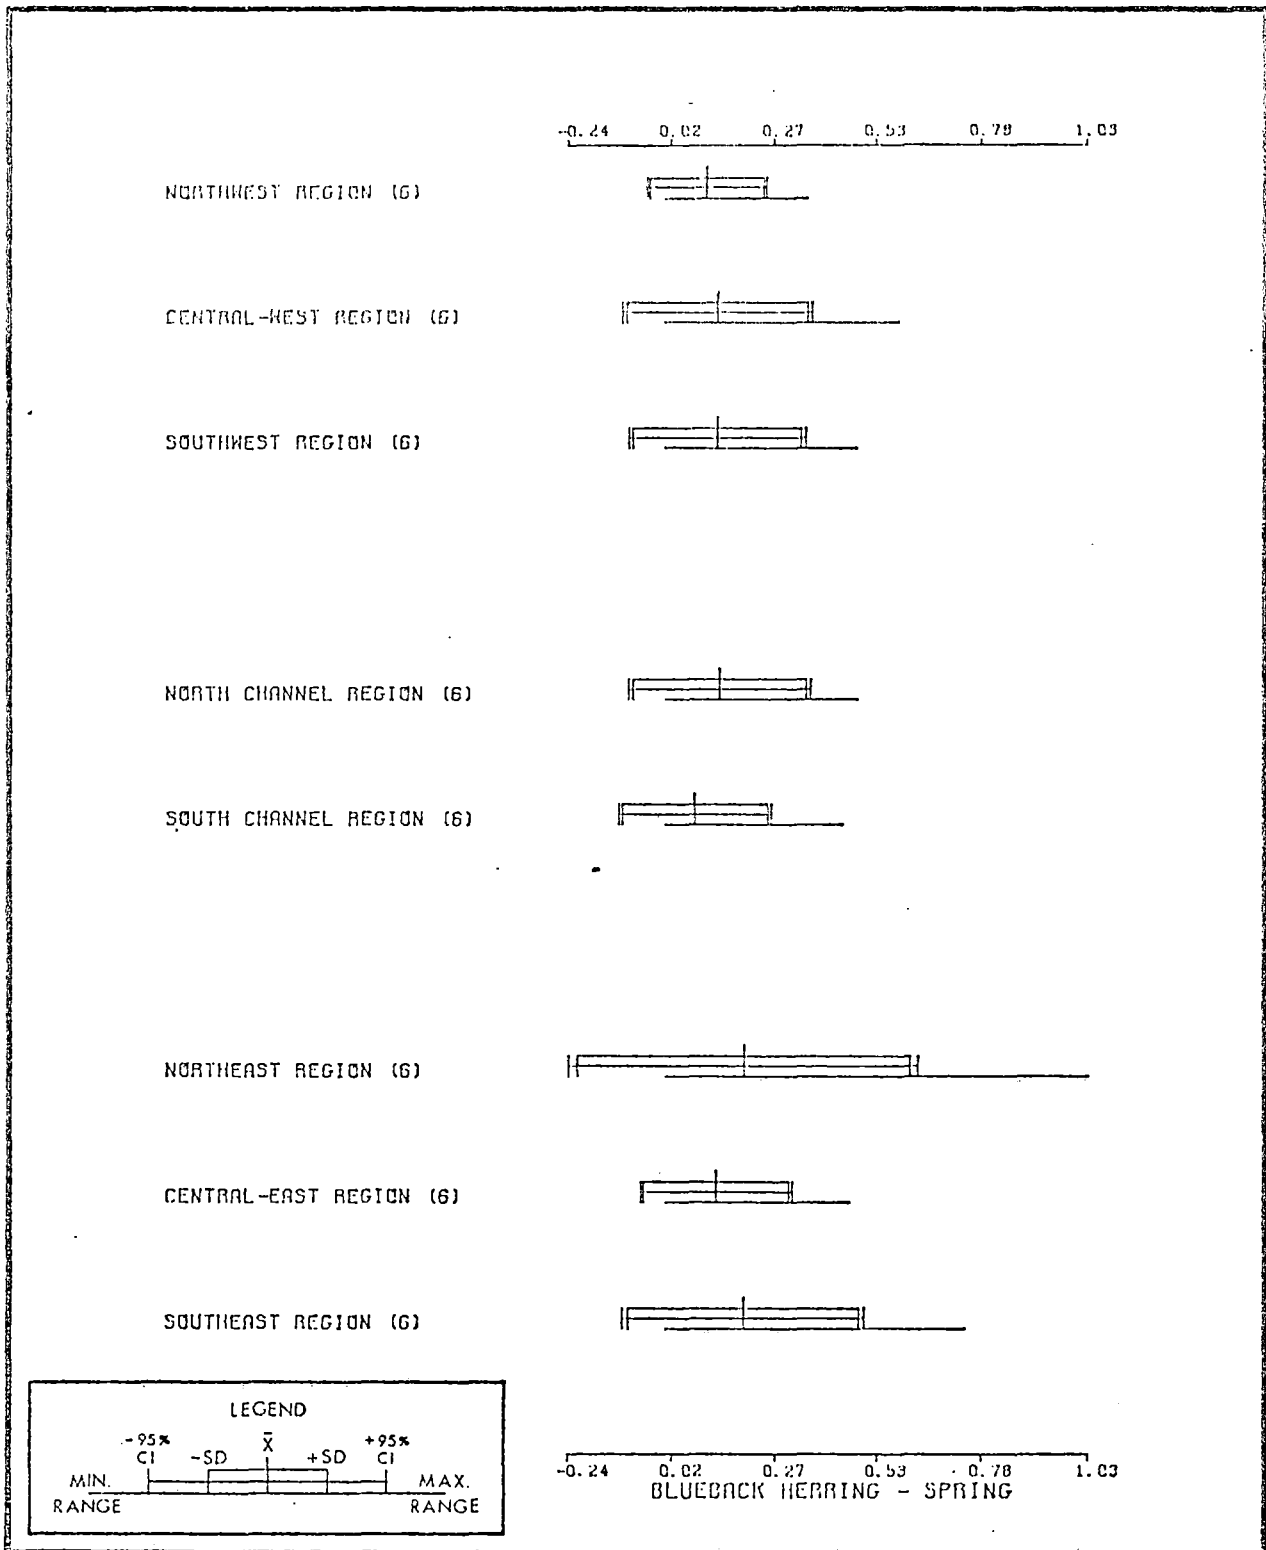 -0.24 0.02 0.27 0.53 0.78 1.03
NORTHWEST REGION (6)
CENTRAL-WEST REGION (6)
SOUTHWEST REGION (6)
NORTH CHANNEL REGION (6)
SOUTH CHANNEL REGION (6)
NORTHEAST REGION (6)
CENTRAL-EAST REGION (6)
SOUTHEAST REGION (6)
LEGEND
-95% CI -SD X̄ +SD +95% CI
MIN. RANGE MAX. RANGE
-0.24 0.02 0.27 0.53 0.78 1.03
BLUEBACK HERRING - SPRING